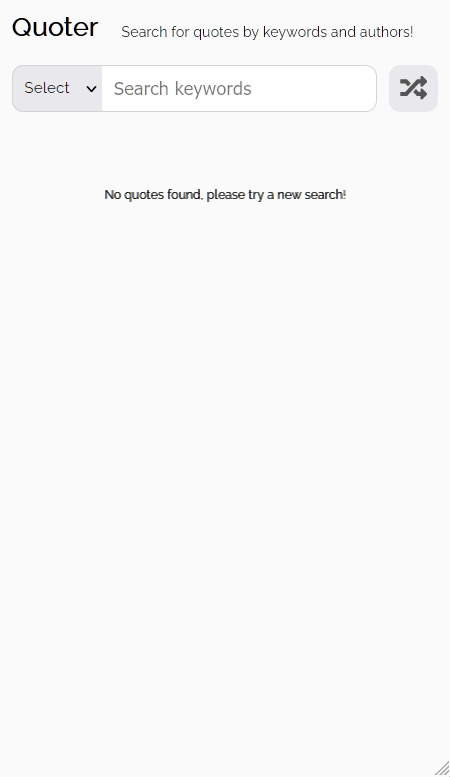 Quoter Search for quotes by keywords and authors!
Select Search keywords
No quotes found, please try a new search!